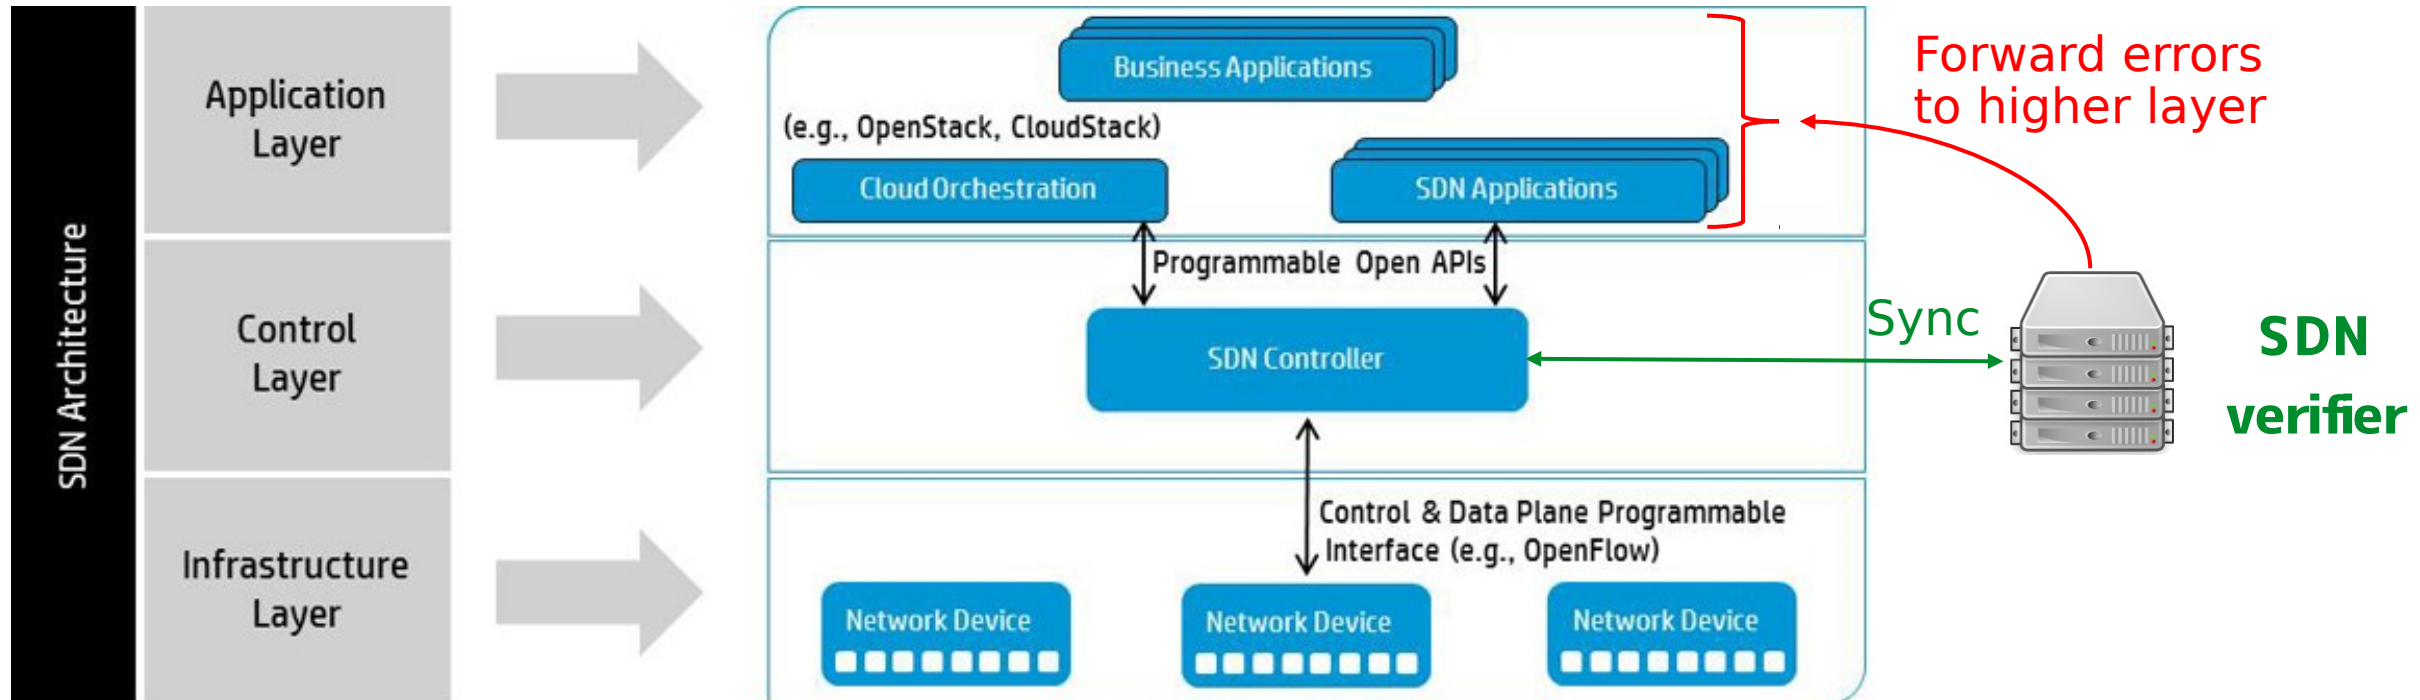 SDN Architecture
Application
Layer
Control
Layer
Infrastructure
Layer
Business Applications
(e.g., OpenStack, CloudStack)
Cloud Orchestration
SDN Applications
Programmable Open APIs
SDN Controller
Control & Data Plane Programmable
Interface (e.g., OpenFlow)
Network Device
Network Device
Network Device
Forward errors
to higher layer
Sync
SDN
verifier